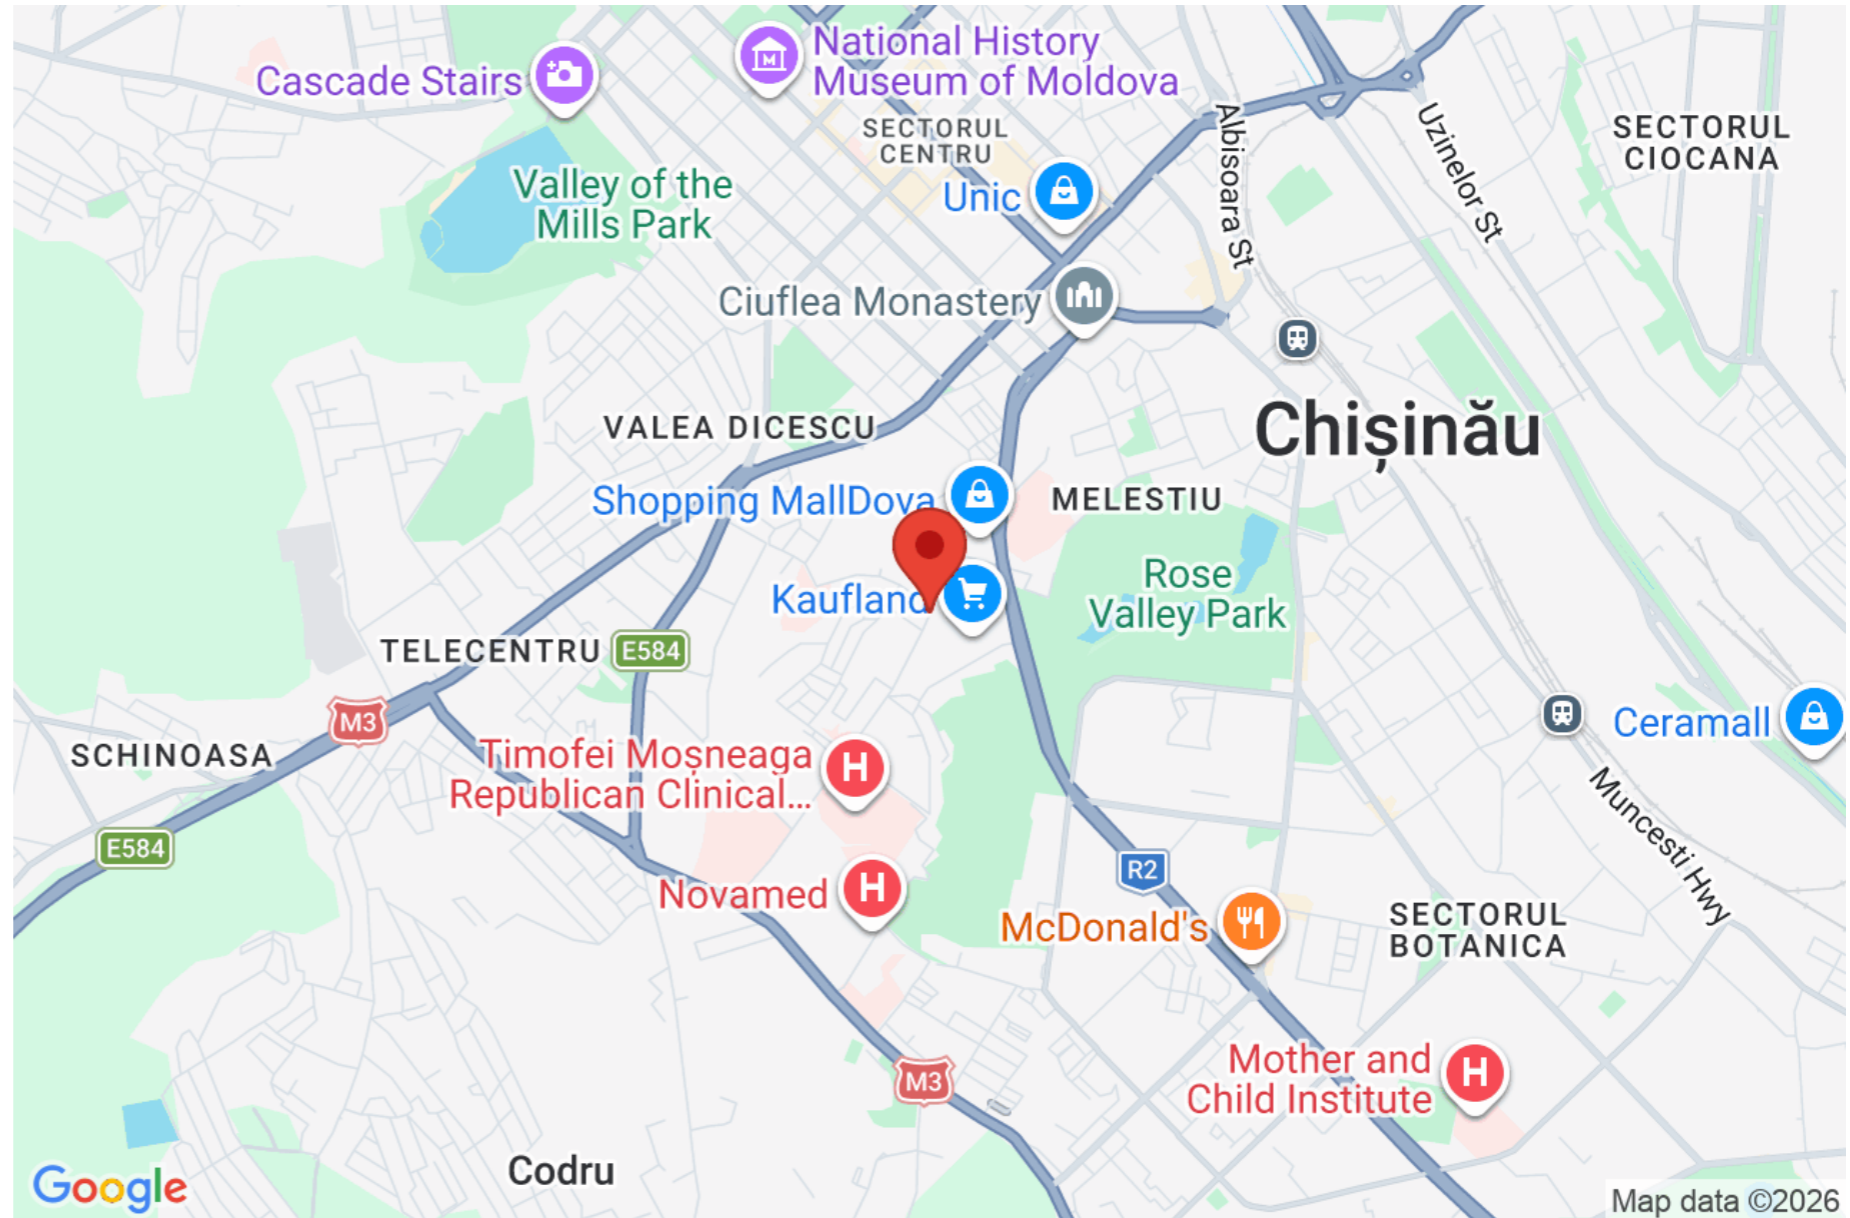 National History
Museum of Moldova
Cascade Stairs
SECTORUL
CENTRU
Albisoara St
Uzinelor St
SECTORUL
CIOCANA
Valley of the
Mills Park
Unic
Ciuflea Monastery
Chișinău
VALEA DICESCU
Shopping MallDova
MELESTIU
Rose
Valley Park
Kaufland
TELECENTRU
E584
M3
SCHINOASA
Ceramall
Timofei Moșneaga
Republican Clinical...
H
E584
Muncesti Hwy
R2
Novamed
H
McDonald's
SECTORUL
BOTANICA
Mother and
Child Institute
H
M3
Codru
Google
Map data ©2026